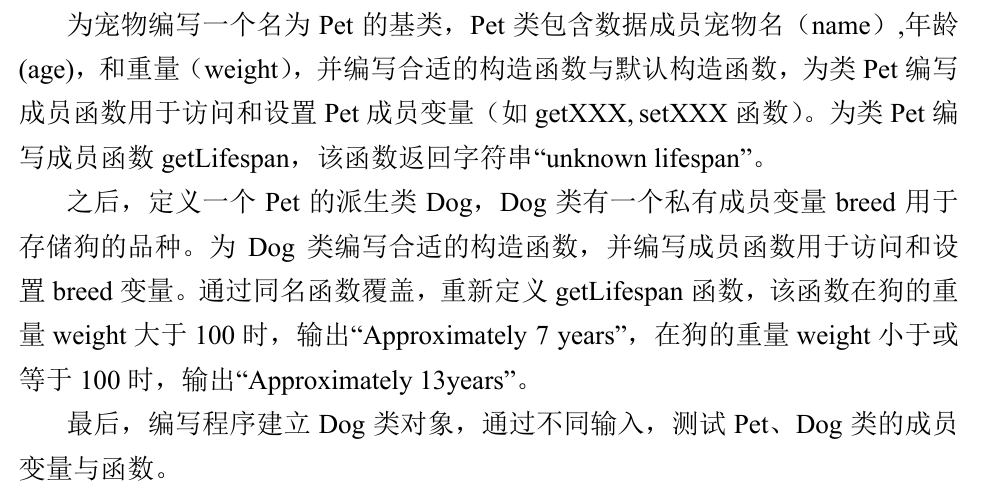 为宠物编写一个名为 Pet 的基类，Pet 类包含数据成员宠物名（name）,年龄
(age)，和重量（weight），并编写合适的构造函数与默认构造函数，为类 Pet 编写
成员函数用于访问和设置 Pet 成员变量（如 getXXX, setXXX 函数）。为类 Pet 编
写成员函数 getLifespan，该函数返回字符串“unknown lifespan”。
之后，定义一个 Pet 的派生类 Dog，Dog 类有一个私有成员变量 breed 用于
存储狗的品种。为 Dog 类编写合适的构造函数，并编写成员函数用于访问和设
置 breed 变量。通过同名函数覆盖，重新定义 getLifespan 函数，该函数在狗的重
量 weight 大于 100 时，输出“Approximately 7 years”，在狗的重量 weight 小于或
等于 100 时，输出“Approximately 13years”。
最后，编写程序建立 Dog 类对象，通过不同输入，测试 Pet、Dog 类的成员
变量与函数。